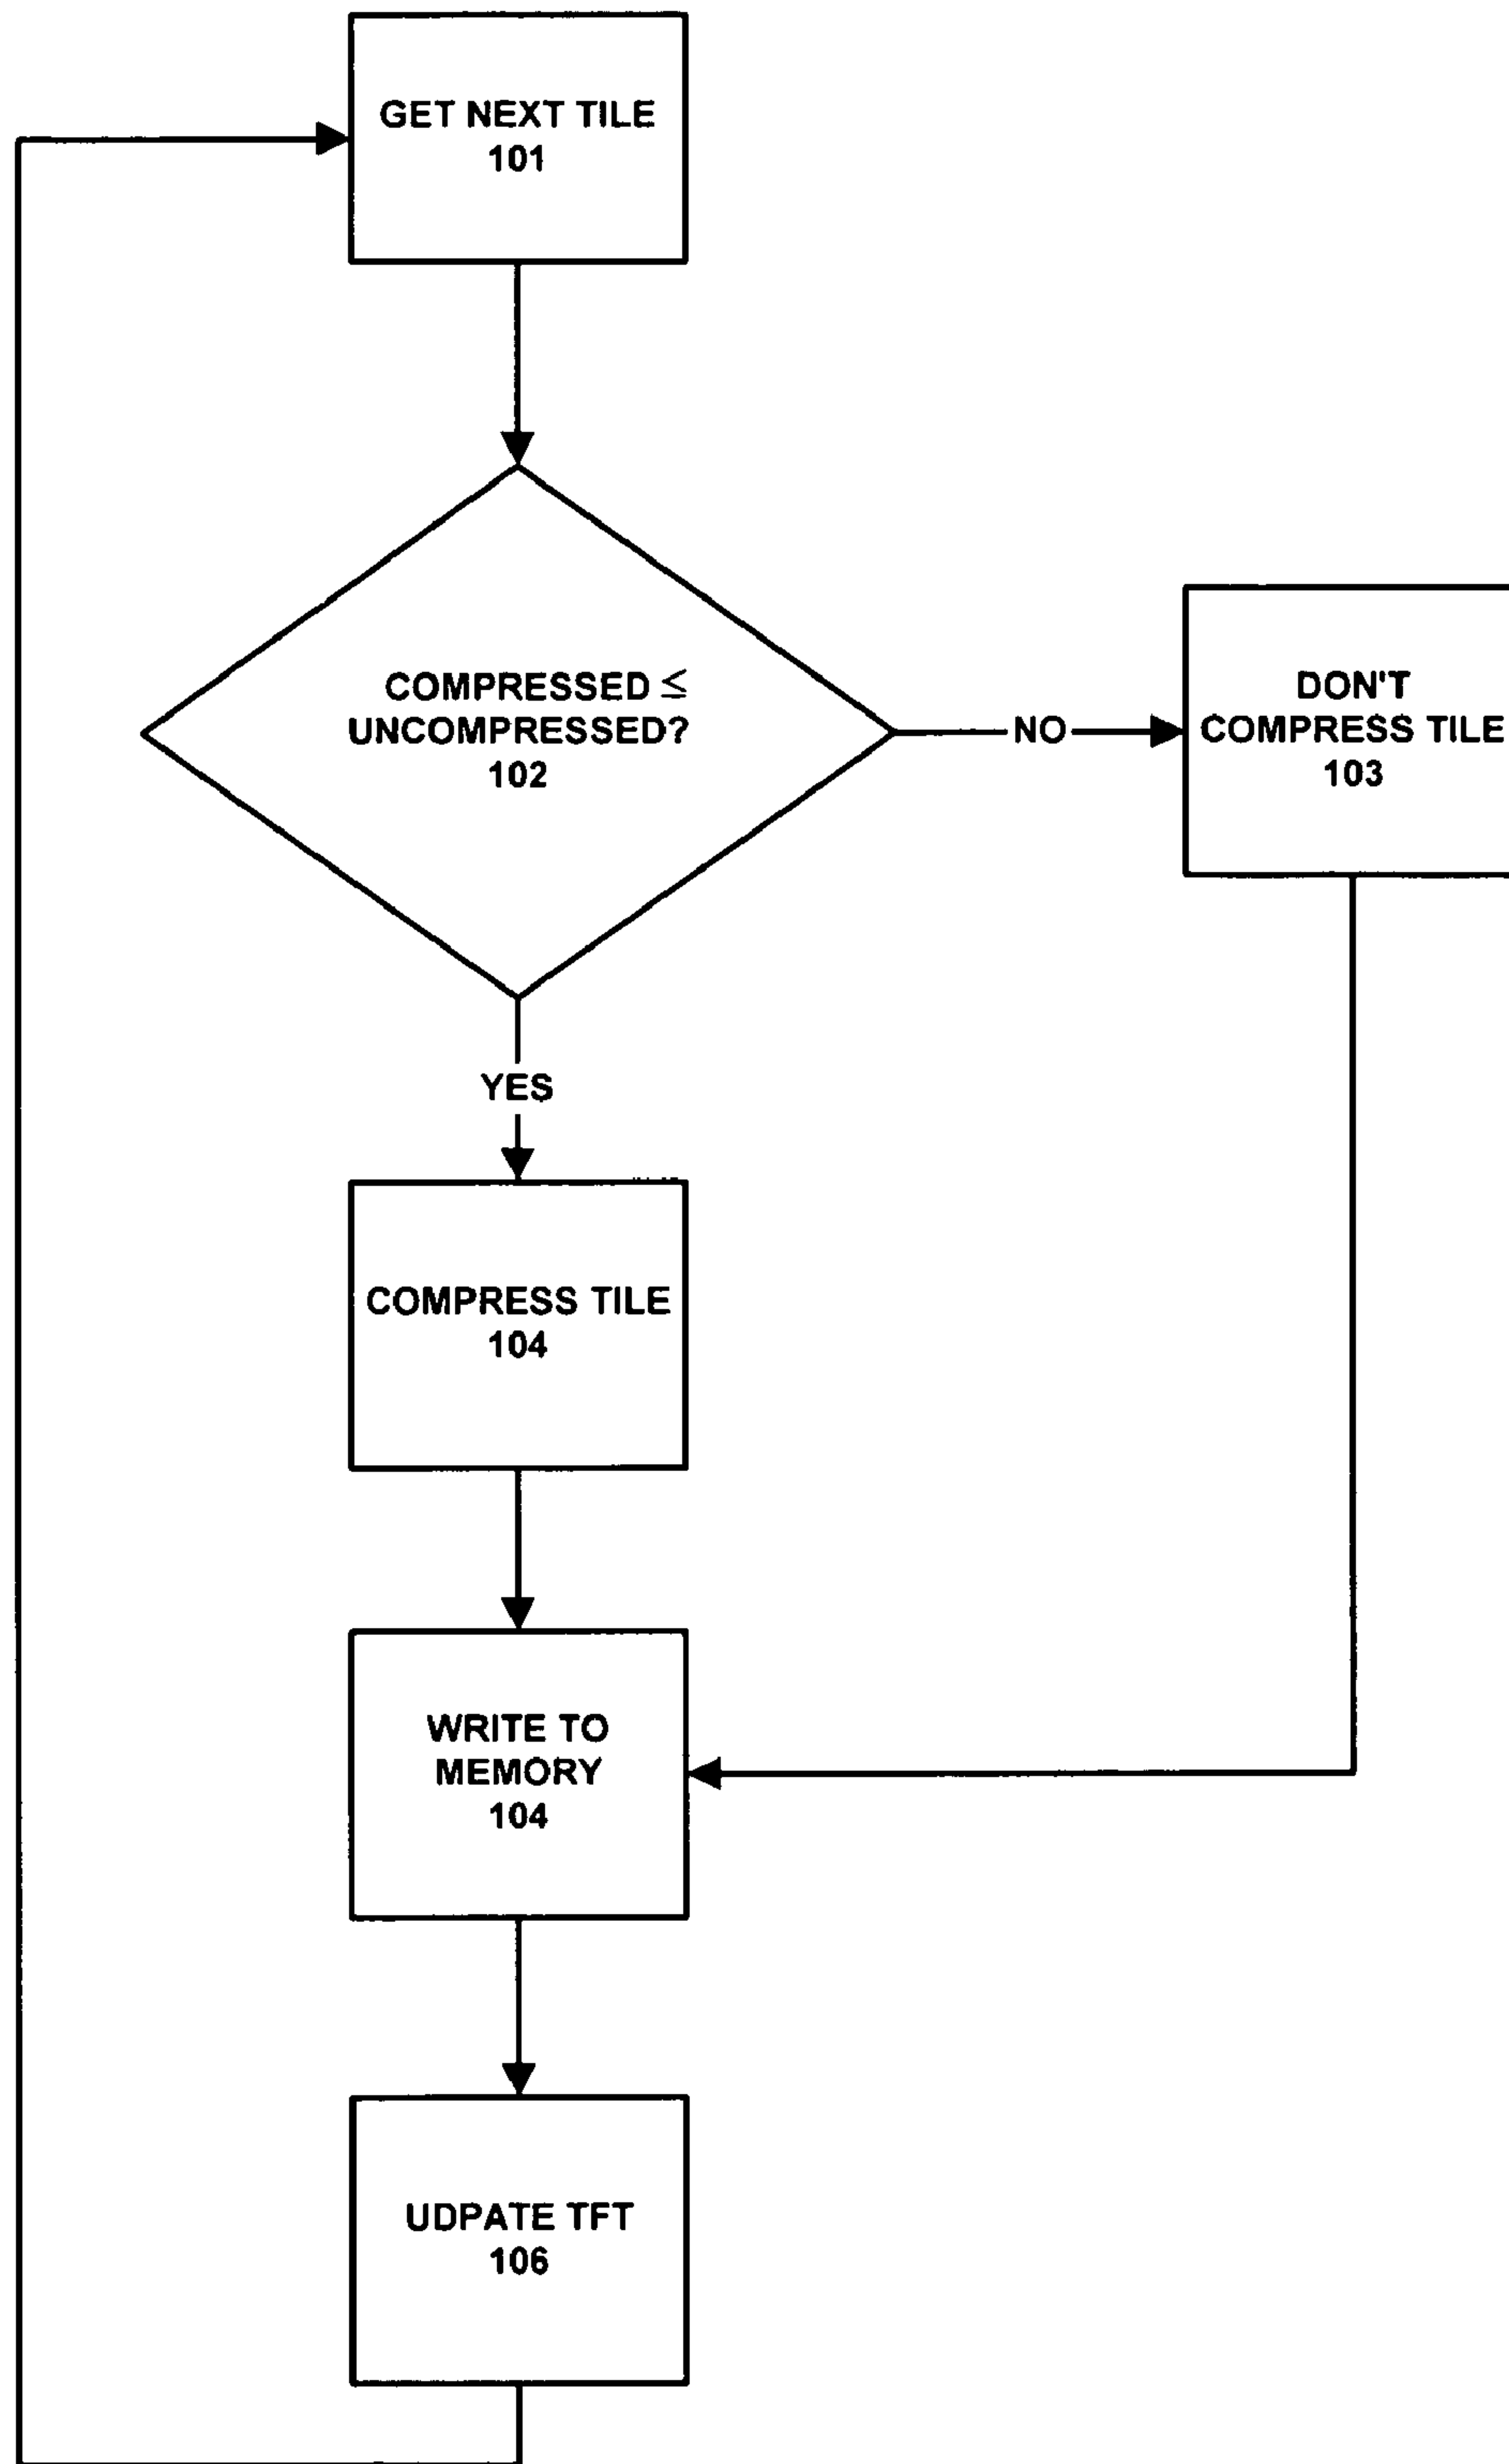 GET NEXT TILE
101
COMPRESSED ≤
UNCOMPRESSED?
102
NO
DON'T
COMPRESS TILE
103
YES
COMPRESS TILE
104
WRITE TO
MEMORY
104
UDPATE TFT
106